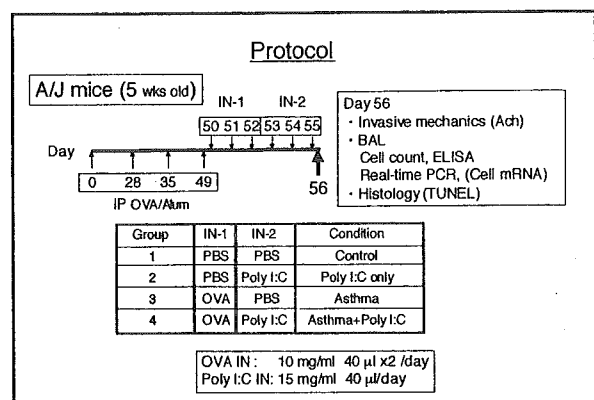 Protocol
A/J mice (5 wks old)
IN-1 IN-2
50 51 52 53 54 55
Day
0 28 35 49
56
IP OVA/Alum
Day 56
・Invasive mechanics (Ach)
・BAL
Cell count, ELISA
Real-time PCR, (Cell mRNA)
・Histology (TUNEL)
Group IN-1 IN-2 Condition
1 PBS PBS Control
2 PBS Poly I:C Poly I:C only
3 OVA PBS Asthma
4 OVA Poly I:C Asthma+Poly I:C
OVA IN : 10 mg/ml 40 µl x2 /day
Poly I:C IN: 15 mg/ml 40 µl/day